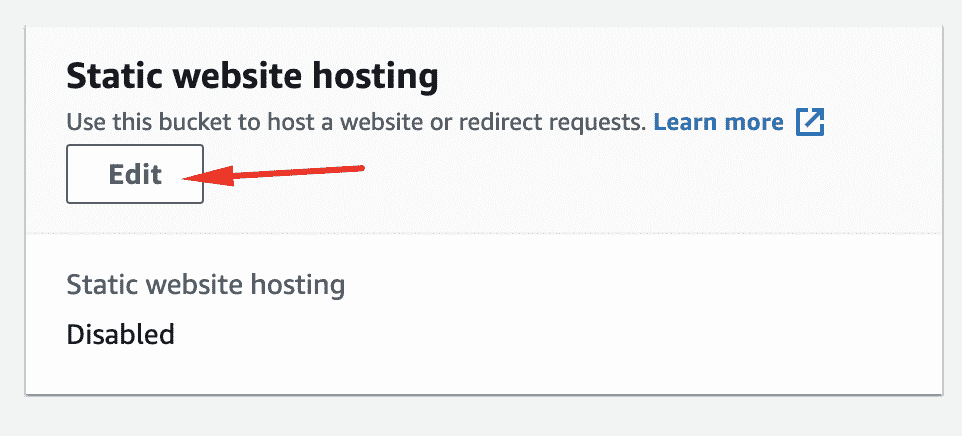 Static website hosting
Use this bucket to host a website or redirect requests. Learn more
Edit
Static website hosting
Disabled